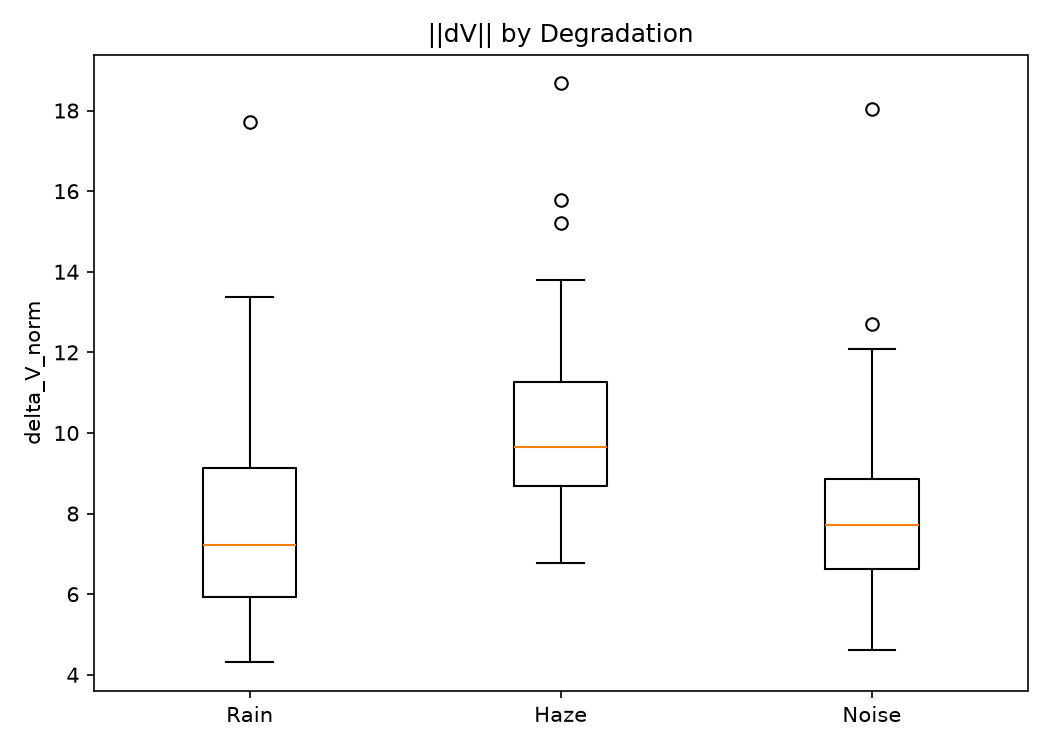 ||dV|| by Degradation
delta_V_norm
18
16
14
12
10
8
6
4
Rain
Haze
Noise